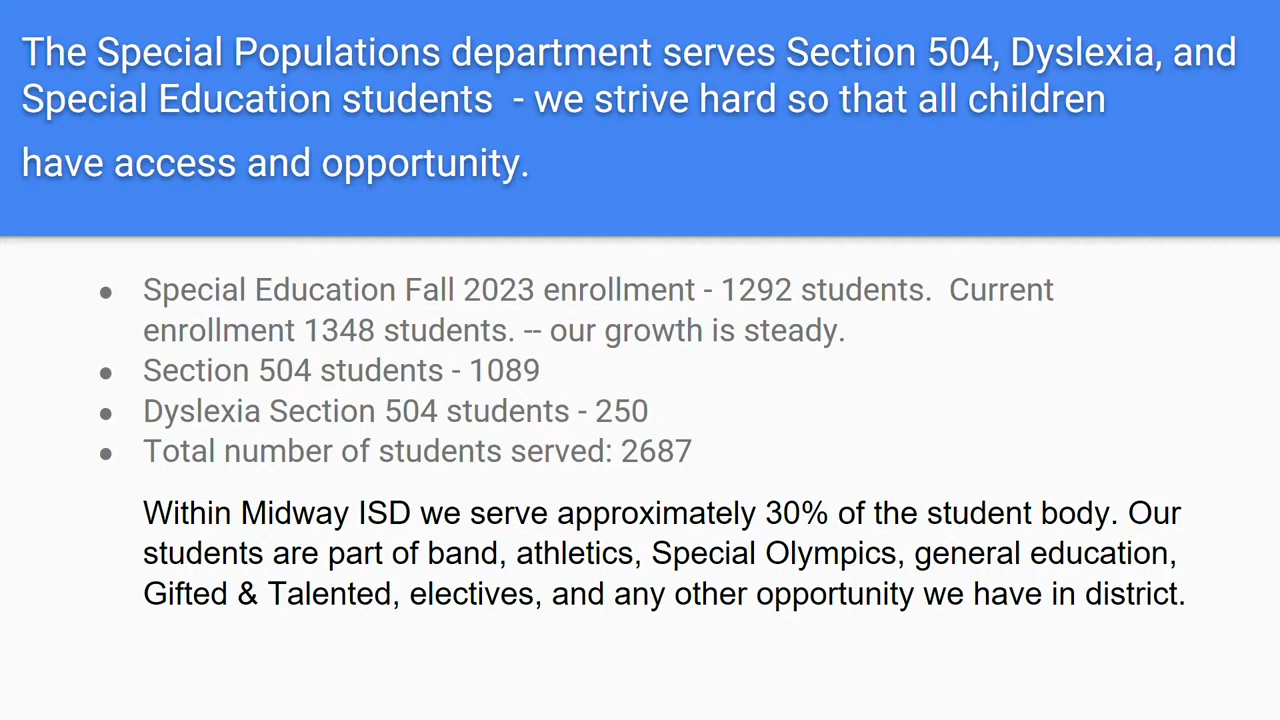 The Special Populations department serves Section 504, Dyslexia, and
Special Education students  - we strive hard so that all children
have access and opportunity.
● Special Education Fall 2023 enrollment - 1292 students.  Current
enrollment 1348 students. -- our growth is steady.
● Section 504 students - 1089
● Dyslexia Section 504 students - 250
● Total number of students served: 2687
Within Midway ISD we serve approximately 30% of the student body. Our
students are part of band, athletics, Special Olympics, general education,
Gifted & Talented, electives, and any other opportunity we have in district.